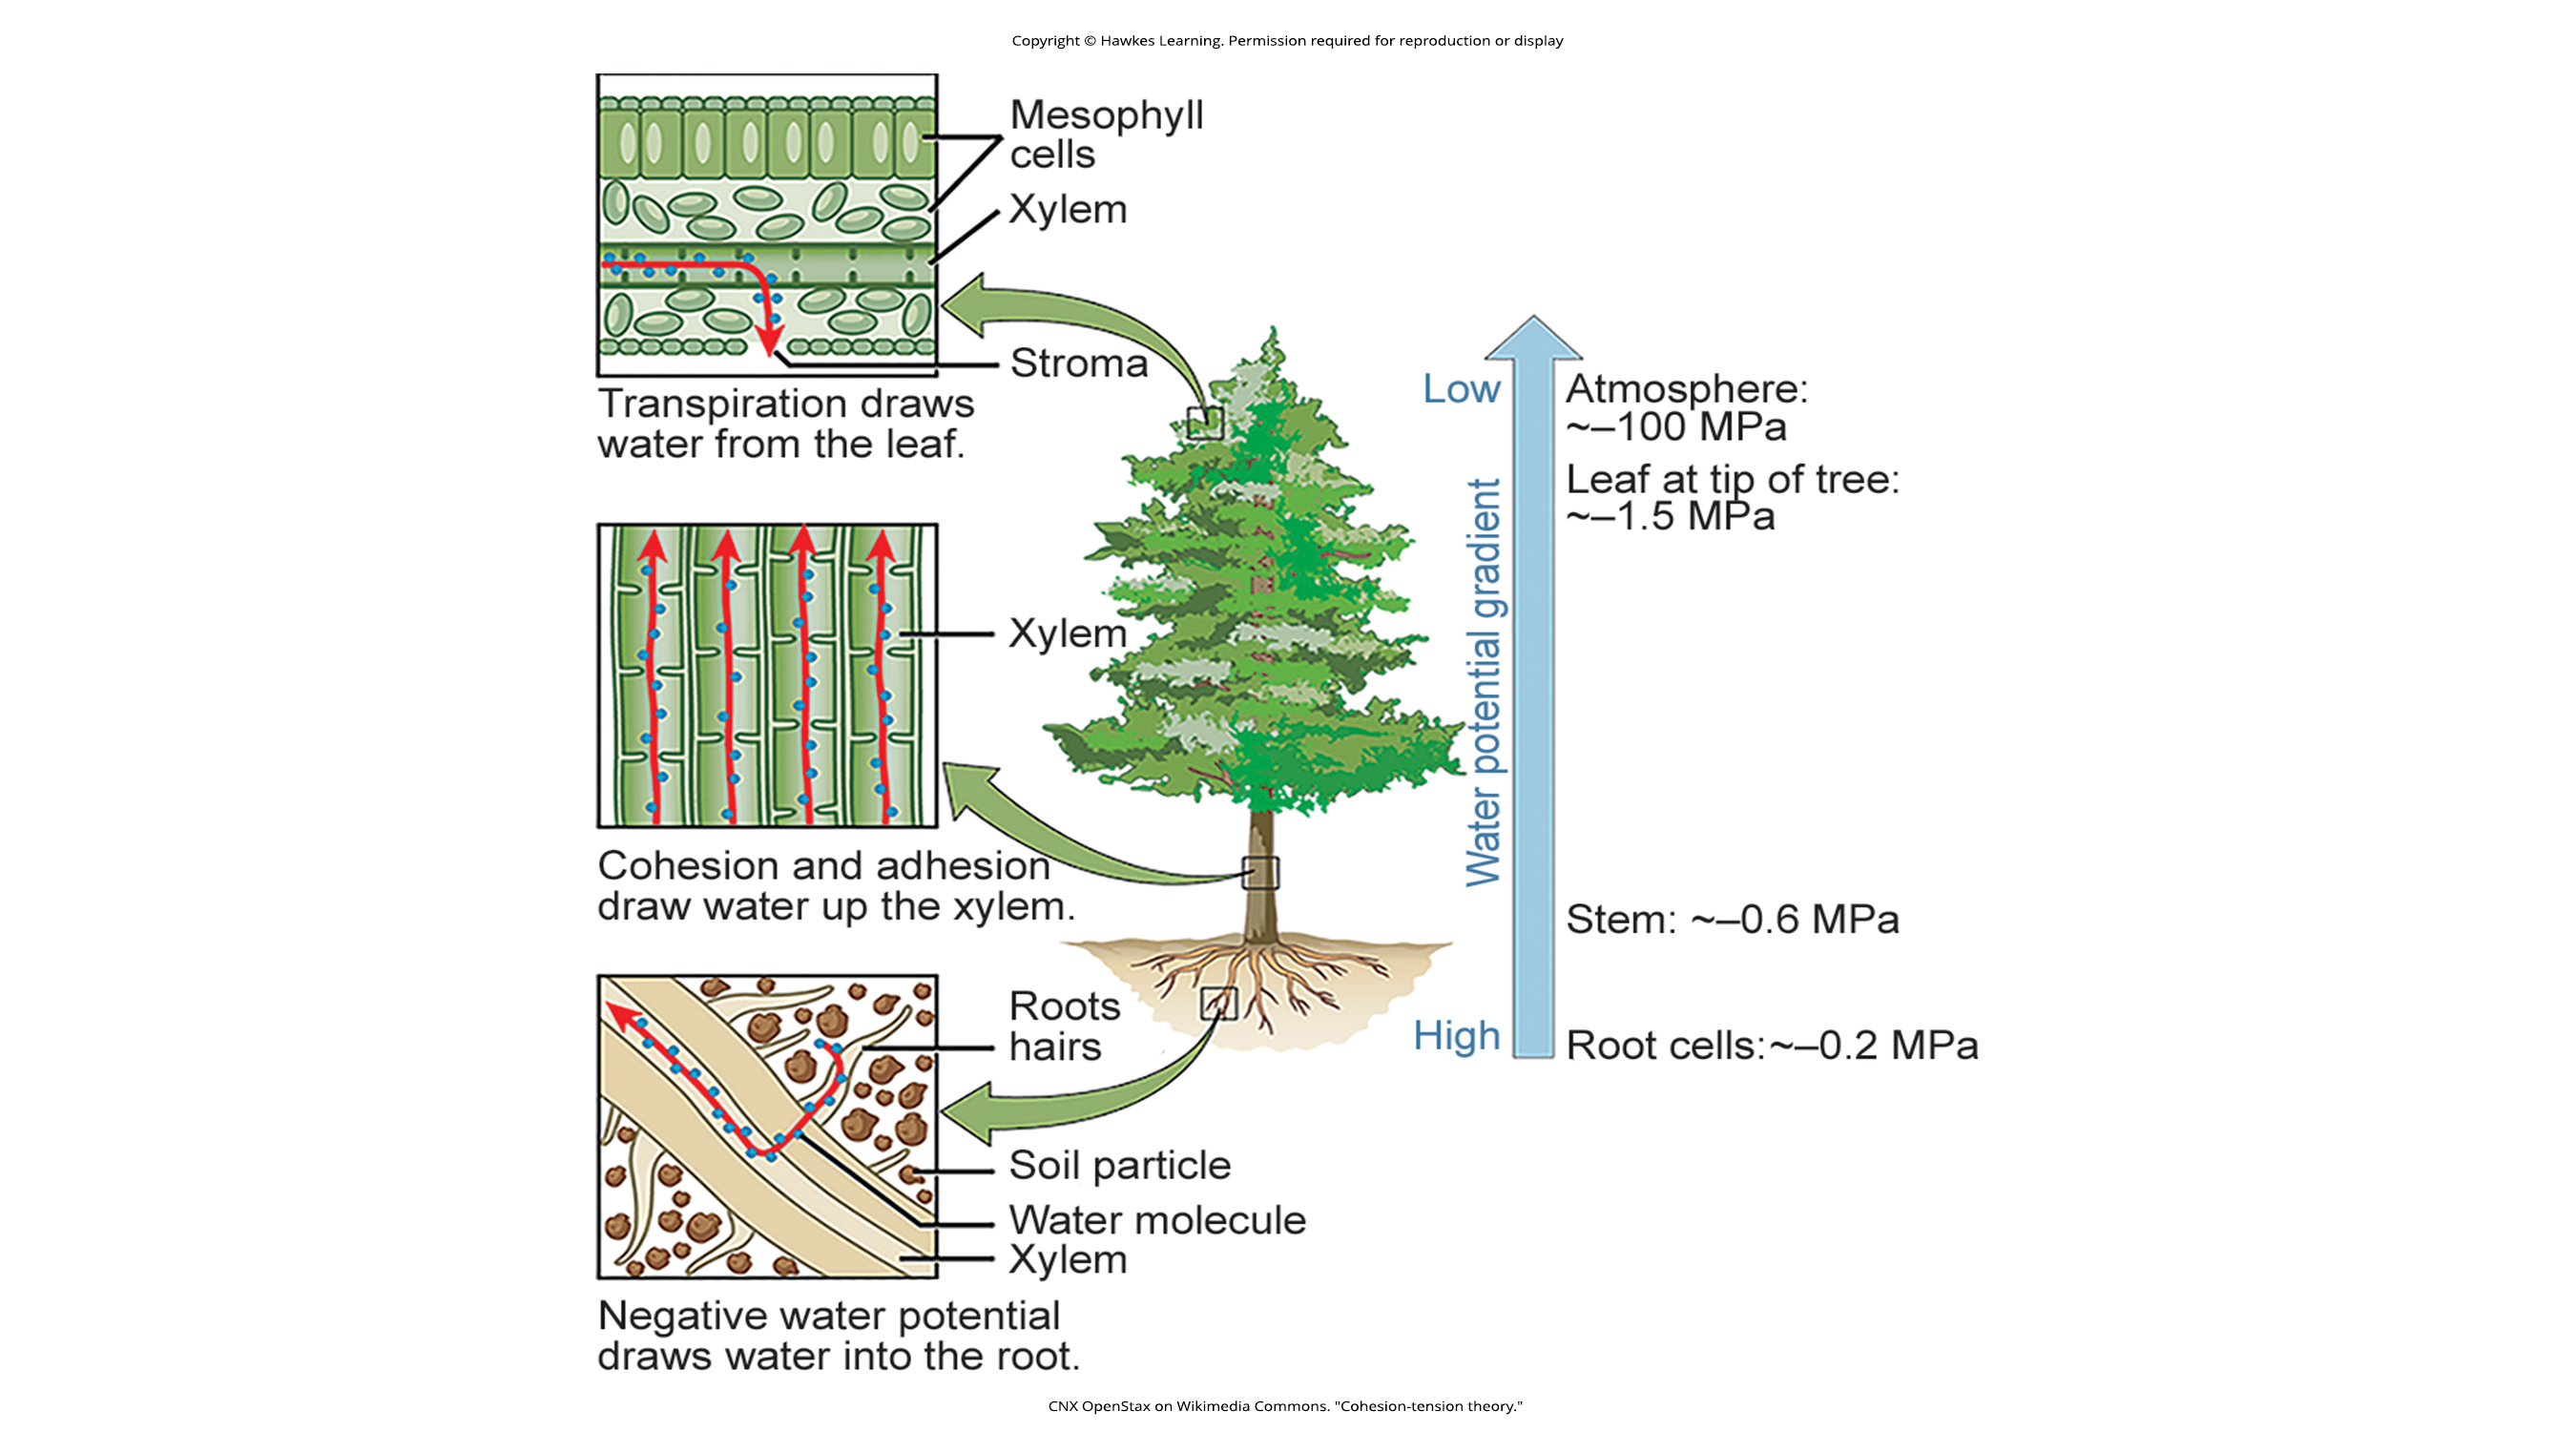 Copyright © Hawkes Learning. Permission required for reproduction or display
Mesophyll
cells
Xylem
Stroma
Transpiration draws
water from the leaf.
Xylem
Cohesion and adhesion
draw water up the xylem.
Roots
hairs
Soil particle
Water molecule
Xylem
Negative water potential
draws water into the root.
Low
Water potential gradient
High
Atmosphere:
~–100 MPa
Leaf at tip of tree:
~–1.5 MPa
Stem: ~–0.6 MPa
Root cells:~–0.2 MPa
CNX OpenStax on Wikimedia Commons. "Cohesion-tension theory."